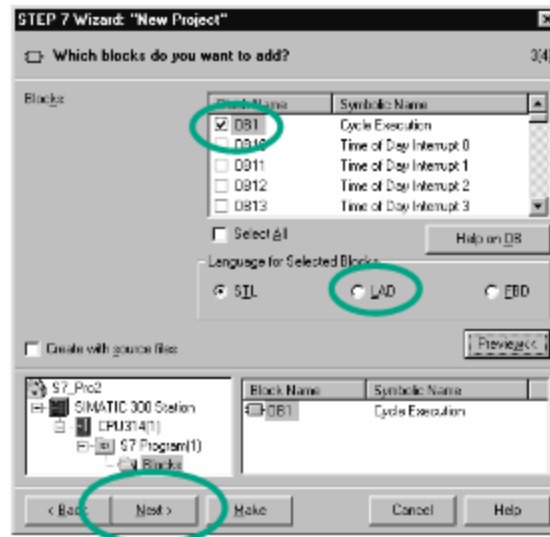 STEP 7 Wizard: "New Project"
Which blocks do you want to add? 3(4)
Blocks:
Block Name Symbolic Name
OB1 Cycle Execution
OB10 Time of Day Interrupt 0
OB11 Time of Day Interrupt 1
OB12 Time of Day Interrupt 2
OB13 Time of Day Interrupt 3
Select All
Help on OB
Language for Selected Blocks
STL LAD FBD
Create with source files
Preview<<
S7_Pro2
SIMATIC 300 Station
CPU314(1)
S7 Program(1)
Blocks
Block Name Symbolic Name
OB1 Cycle Execution
< Back Next > Make Cancel Help